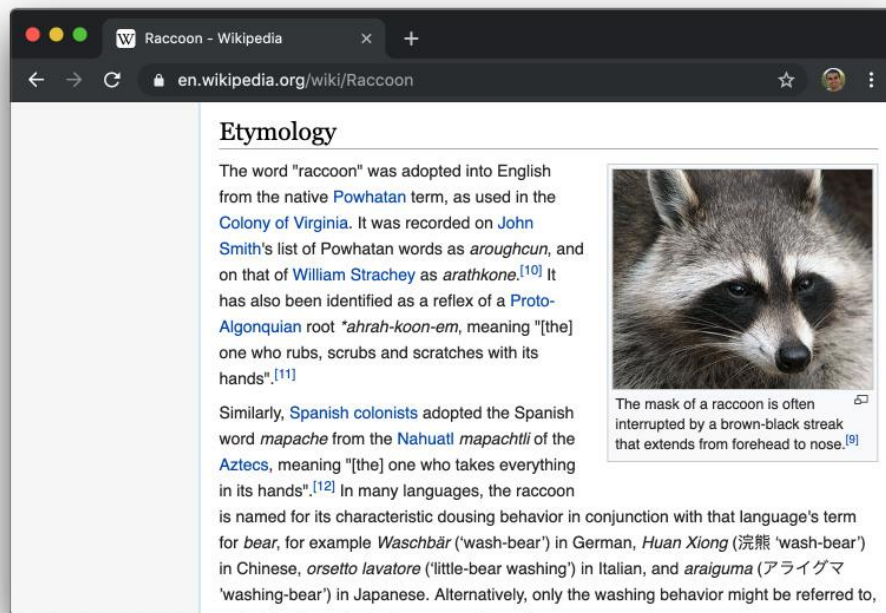 Raccoon - Wikipedia
en.wikipedia.org/wiki/Raccoon
Etymology
The word "raccoon" was adopted into English
from the native Powhatan term, as used in the
Colony of Virginia. It was recorded on John
Smith's list of Powhatan words as aroughcun, and
on that of William Strachey as arathkone.[10] It
has also been identified as a reflex of a Proto-
Algonquian root *ahrah-koon-em, meaning "[the]
one who rubs, scrubs and scratches with its
hands".[11]
The mask of a raccoon is often
interrupted by a brown-black streak
that extends from forehead to nose.[9]
Similarly, Spanish colonists adopted the Spanish
word mapache from the Nahuatl mapachtli of the
Aztecs, meaning "[the] one who takes everything
in its hands".[12] In many languages, the raccoon
is named for its characteristic dousing behavior in conjunction with that language's term
for bear, for example Waschbär ('wash-bear') in German, Huan Xiong (浣熊 'wash-bear')
in Chinese, orsetto lavatore ('little-bear washing') in Italian, and araiguma (アライグマ
'washing-bear') in Japanese. Alternatively, only the washing behavior might be referred to,